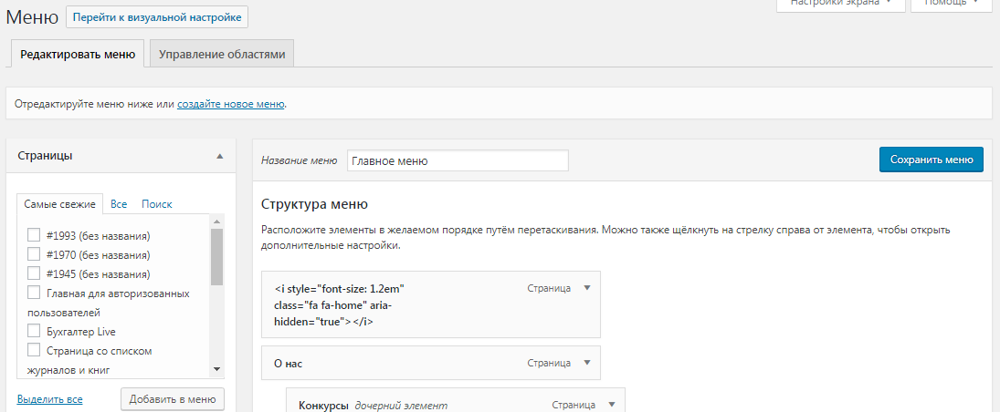 Меню Перейти к визуальной настройке
Настройки экрана Помощь
Редактировать меню Управление областями
Отредактируйте меню ниже или создайте новое меню.
Страницы
Самые свежие Все Поиск
#1993 (без названия)
#1970 (без названия)
#1945 (без названия)
Главная для авторизованных
пользователей
Бухгалтер Live
Страница со списком
журналов и книг
Выделить все Добавить в меню
Название меню Главное меню Сохранить меню
Структура меню
Расположите элементы в желаемом порядке путём перетаскивания. Можно также щёлкнуть на стрелку справа от элемента, чтобы открыть
дополнительные настройки.
<i style="font-size: 1.2em" Страница
class="fa fa-home" aria-
hidden="true"></i>
О нас Страница
Конкурсы дочерний элемент Страница